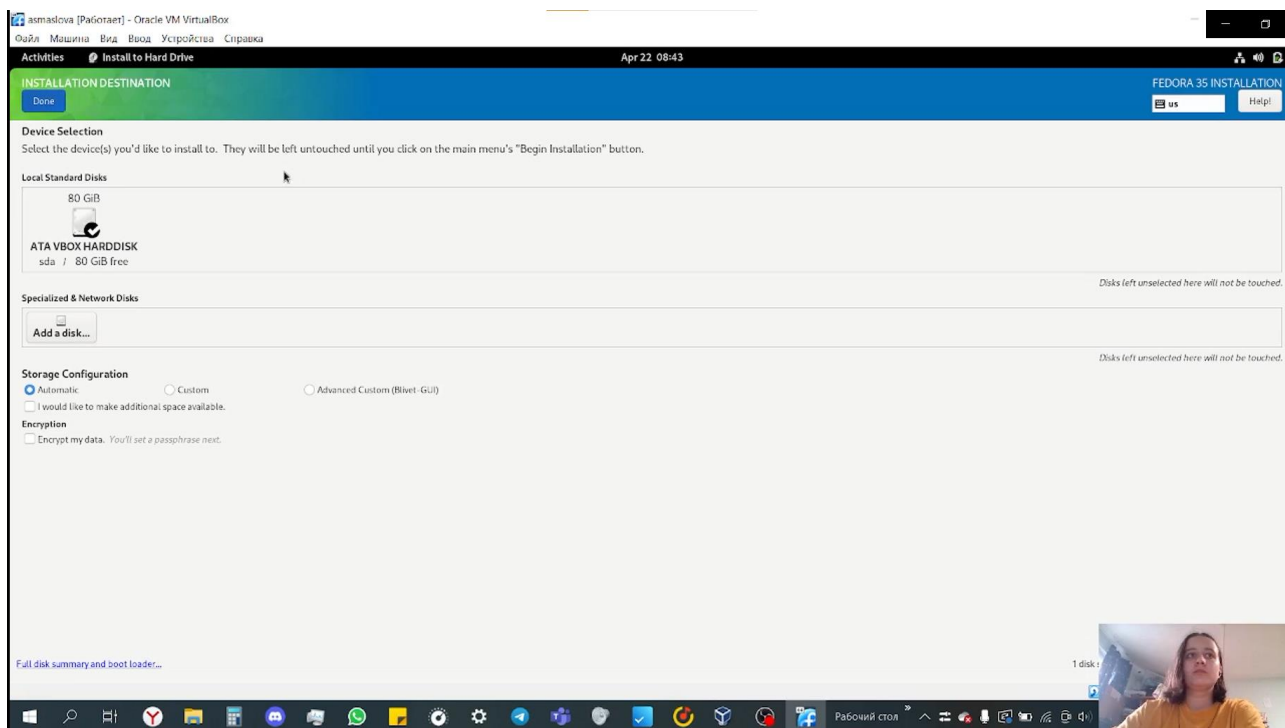 asmaslova [Работает] - Oracle VM VirtualBox
Файл Машина Вид Ввод Устройства Справка
Activities Install to Hard Drive Apr 22 08:43
INSTALLATION DESTINATION FEDORA 35 INSTALLATION
Done us Help!
Device Selection
Select the device(s) you'd like to install to. They will be left untouched until you click on the main menu's "Begin Installation" button.
Local Standard Disks
80 GiB
ATA VBOX HARDDISK
sda / 80 GiB free
Disks left unselected here will not be touched.
Specialized & Network Disks
Add a disk...
Disks left unselected here will not be touched.
Storage Configuration
Automatic Custom Advanced Custom (Blivet-GUI)
I would like to make additional space available.
Encryption
Encrypt my data. You'll set a passphrase next.
Full disk summary and boot loader... 1 disk
Рабочий стол